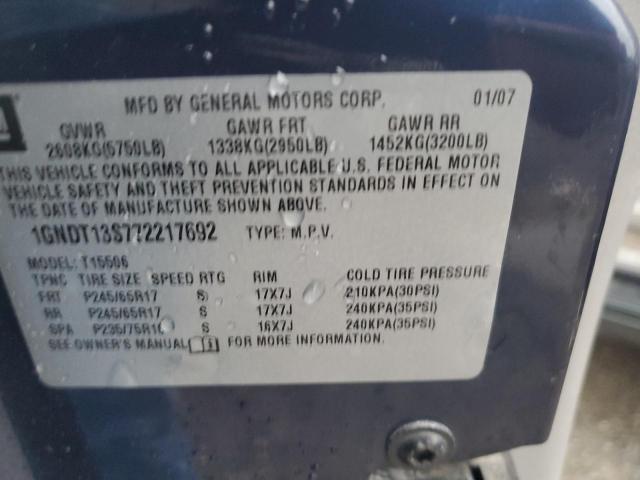 MFD BY GENERAL MOTORS CORP. 01/07
GVWR GAWR FRT GAWR RR
2608KG(5750LB) 1338KG(2950LB) 1452KG(3200LB)
THIS VEHICLE CONFORMS TO ALL APPLICABLE U.S. FEDERAL MOTOR
VEHICLE SAFETY AND THEFT PREVENTION STANDARDS IN EFFECT ON
THE DATE OF MANUFACTURE SHOWN ABOVE.
1GNDT13S772217692 TYPE: M.P.V.
MODEL: T15506
TPNC TIRE SIZE SPEED RTG RIM COLD TIRE PRESSURE
FRT P245/65R17 S 17X7J 210KPA(30PSI)
RR P245/65R17 S 17X7J 240KPA(35PSI)
SPA P235/75R16 S 16X7J 240KPA(35PSI)
SEE OWNER'S MANUAL FOR MORE INFORMATION.